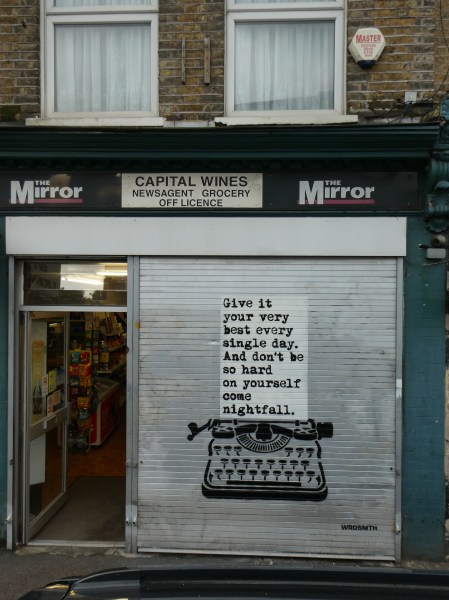 MASTER
THE
Mirror
CAPITAL WINES
NEWSAGENT GROCERY
OFF LICENCE
THE
Mirror
Give it
your very
best every
single day.
And don't be
so hard
on yourself
come
nightfall.
WRDSMTH